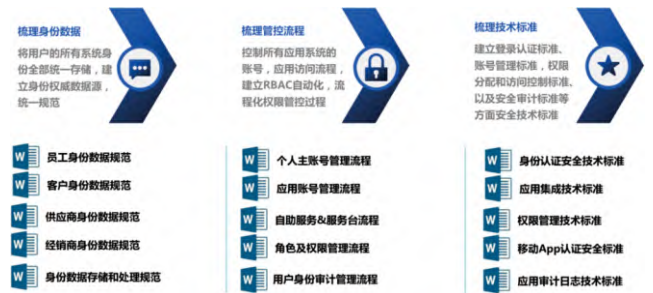 梳理身份数据
将用户的所有系统身
份全部统一存储，建
立身份权威数据源，
统一规范
梳理管控流程
控制所有应用系统的
账号，应用访问流程，
建立RBAC自动化，流
程化权限管控过程
梳理技术标准
建立登录认证标准、
账号管理标准，权限
分配和访问控制标准、
以及安全审计标准等
方面安全技术标准
W 员工身份数据规范
W 客户身份数据规范
W 供应商身份数据规范
W 经销商身份数据规范
W 身份数据存储和处理规范
W 个人主账号管理流程
W 应用账号管理流程
W 自助服务&服务台流程
W 角色及权限管理流程
W 用户身份审计管理流程
W 身份认证安全技术标准
W 应用集成技术标准
W 权限管理技术标准
W 移动App认证安全标准
W 应用审计日志技术标准